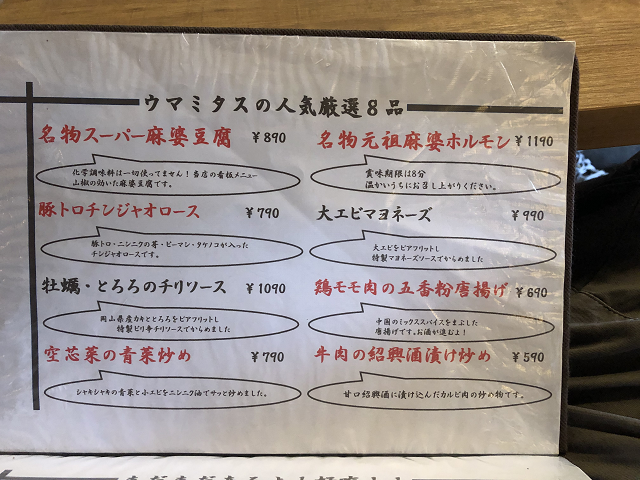 ウマミタスの人気厳選8品
名物スーパー麻婆豆腐 ¥890
化学調味料は一切使ってません!当店の看板メニュー
山椒の効いた麻婆豆腐です。
豚トロチンジャオロース ¥790
豚トロ・ニンニクの芽・ピーマン・タケノコが入った
チンジャオロースです。
牡蠣・とろろのチリソース ¥1090
岡山県産カキととろろをビアフリットし
特製ピリ辛チリソースでからめました
空芯菜の青菜炒め ¥790
シャキシャキの青菜と小エビをニンニク油でサッと炒めました。
名物元祖麻婆ホルモン ¥1190
賞味期限は8分
温かいうちにお召し上がりください。
大エビマヨネーズ ¥990
大エビをビアフリットし
特製マヨネーズソースでからめました
鶏モモ肉の五番粉唐揚げ ¥690
中国のミックススパイスをまぶした
唐揚げです。お酒が進むよ!
牛肉の紹興酒漬け炒め ¥590
甘口紹興酒に漬け込んだカルビ肉の炒め物です。